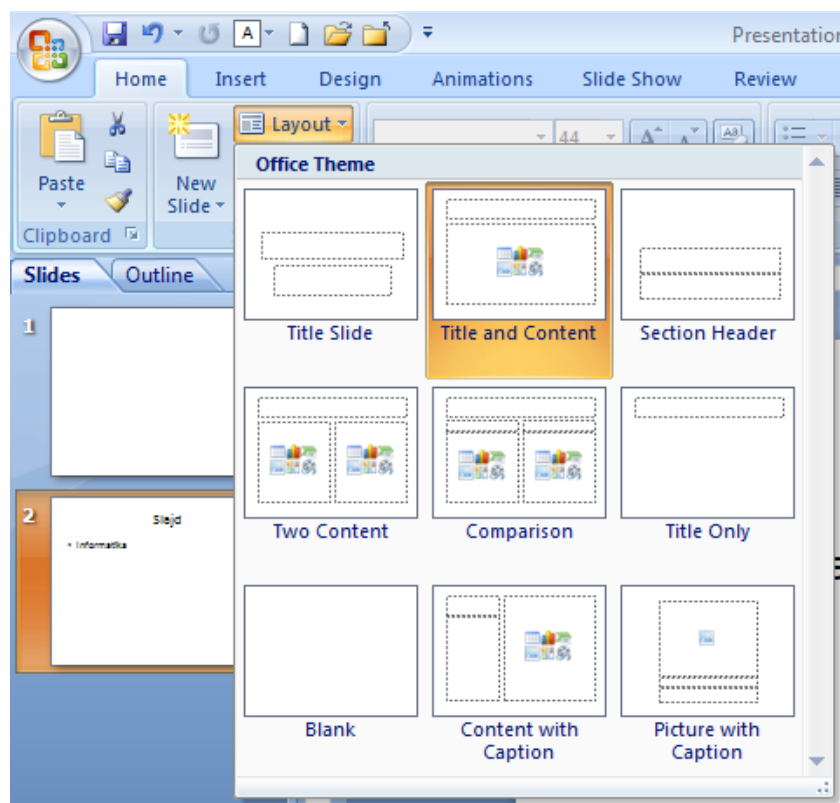 A
Presentation
Home Insert Design Animations Slide Show Review
Layout
44
A A
Paste
New
Slide
Clipboard
Office Theme
Slides Outline
Title Slide Title and Content Section Header
1
Two Content Comparison Title Only
2
Slajd
• Informatika
Blank Content with
Caption Picture with
Caption